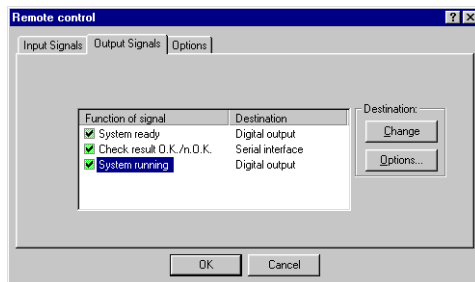 Remote control
Input Signals Output Signals Options
Function of signal Destination
System ready Digital output
Check result O.K./n.O.K. Serial interface
System running Digital output
Destination:
Change
Options...
OK Cancel